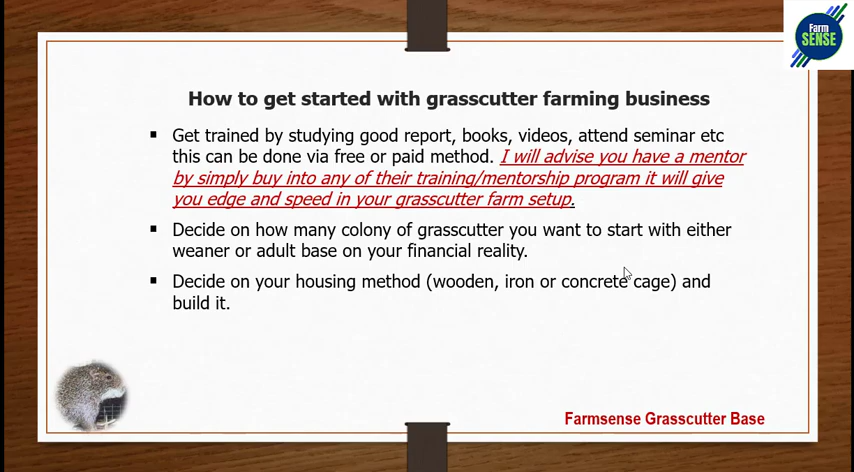 Farm
SENSE
How to get started with grasscutter farming business
▪ Get trained by studying good report, books, videos, attend seminar etc
this can be done via free or paid method. I will advise you have a mentor
by simply buy into any of their training/mentorship program it will give
you edge and speed in your grasscutter farm setup.
▪ Decide on how many colony of grasscutter you want to start with either
weaner or adult base on your financial reality.
▪ Decide on your housing method (wooden, iron or concrete cage) and
build it.
Farmsense Grasscutter Base